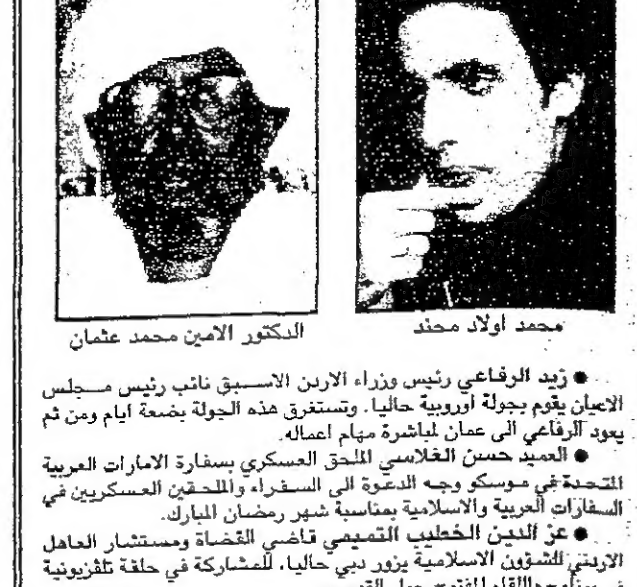 محمد اولاد محند
الدكتور الامين محمد عثمان
● زيد الرفاعي رئيس وزراء الاردن الاسبق نائب رئيس مجلس
الاعيان يقوم بجولة اوروبية حاليا. وتستغرق هذه الجولة بضعة ايام ومن ثم
يعود الرفاعي الى عمان لمباشرة مهام اعماله.
● العميد حسن الغلاسي الملحق العسكري بسفارة الامارات العربية
المتحدة في موسكو وجه الدعوة الى السفراء والملحقين العسكريين في
السفارات العربية والاسلامية بمناسبة شهر رمضان المبارك.
● عز الدين الخطيب التميمي قاضي القضاة ومستشار العاهل
الاردني للشؤون الاسلامية يزور دبي حاليا، للمشاركة في حلقة تلفزيونية